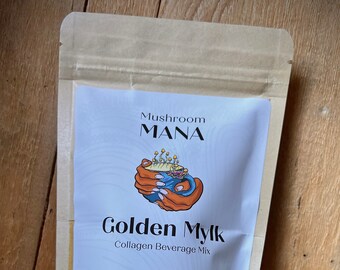 Mushroom
MANA
Golden Mylk
Collagen Beverage Mix